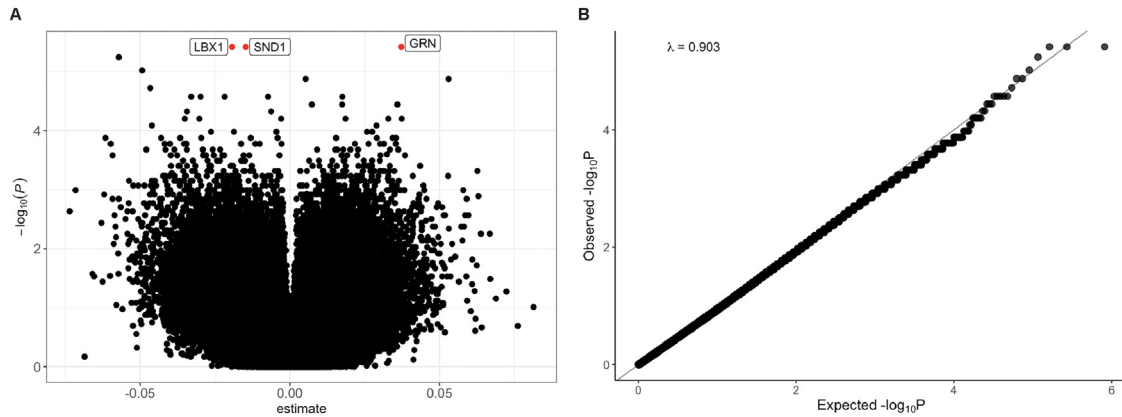 A
LBX1
SND1
GRN
−log10(P)
4
2
0
-0.05
0.00
0.05
estimate
B
λ = 0.903
Observed -log10P
4
2
0
0
2
4
6
Expected -log10P